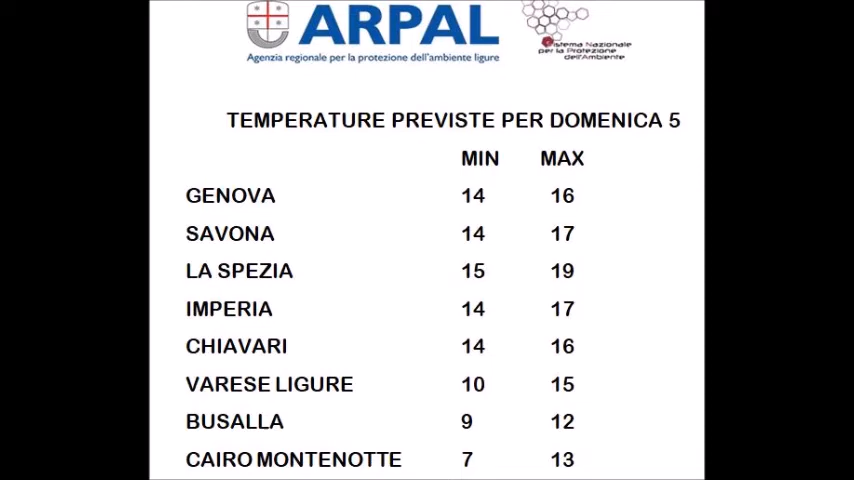 ARPAL
Agenzia regionale per la protezione dell'ambiente ligure
Sistema Nazionale
per la Protezione
dell'Ambiente
TEMPERATURE PREVISTE PER DOMENICA 5
MIN MAX
GENOVA 14 16
SAVONA 14 17
LA SPEZIA 15 19
IMPERIA 14 17
CHIAVARI 14 16
VARESE LIGURE 10 15
BUSALLA 9 12
CAIRO MONTENOTTE 7 13